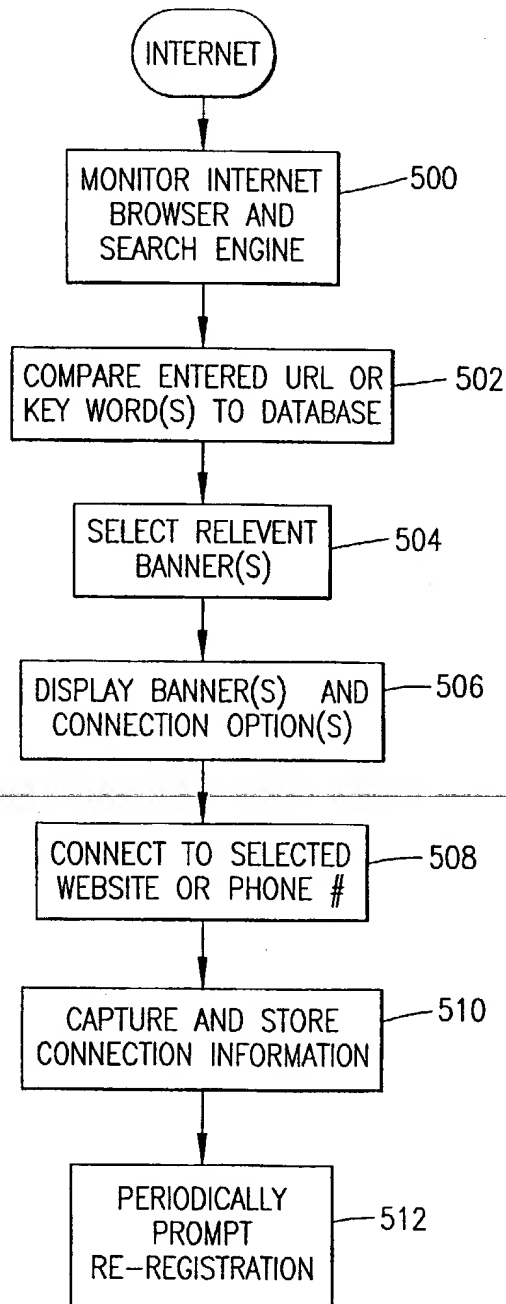 INTERNET
MONITOR INTERNET
BROWSER AND
SEARCH ENGINE
500
COMPARE ENTERED URL OR
KEY WORD(S) TO DATABASE
502
SELECT RELEVENT
BANNER(S)
504
DISPLAY BANNER(S) AND
CONNECTION OPTION(S)
506
CONNECT TO SELECTED
WEBSITE OR PHONE #
508
CAPTURE AND STORE
CONNECTION INFORMATION
510
PERIODICALLY
PROMPT
RE-REGISTRATION
512